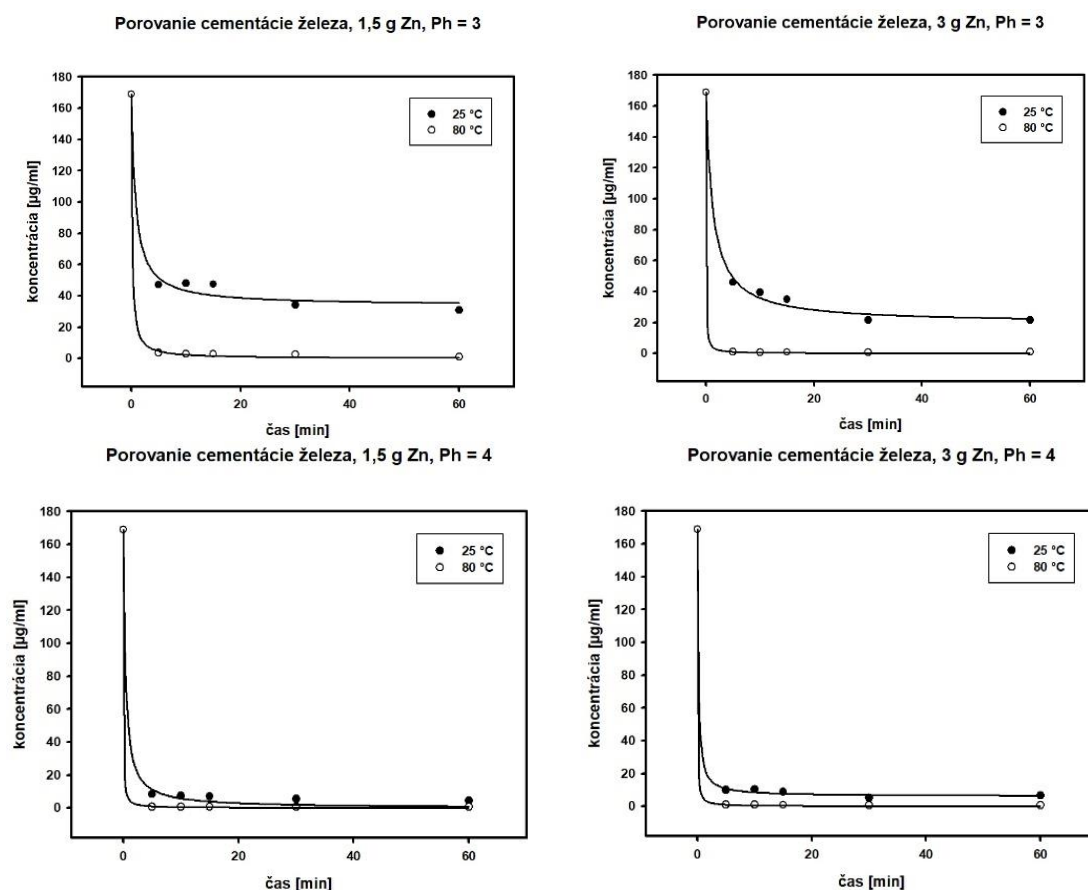 Porovanie cementácie železa, 1,5 g Zn, Ph = 3
180
160
140
120
100
80
60
40
20
0
koncentrácia [µg/ml]
25 °C
80 °C
0 20 40 60
čas [min]
Porovanie cementácie železa, 3 g Zn, Ph = 3
180
160
140
120
100
80
60
40
20
0
koncentrácia [µg/ml]
25 °C
80 °C
0 20 40 60
čas [min]
Porovanie cementácie železa, 1,5 g Zn, Ph = 4
180
160
140
120
100
80
60
40
20
0
koncentrácia [µg/ml]
25 °C
80 °C
0 20 40 60
čas [min]
Porovanie cementácie železa, 3 g Zn, Ph = 4
180
160
140
120
100
80
60
40
20
0
koncentrácia [µg/ml]
25 °C
80 °C
0 20 40 60
čas [min]